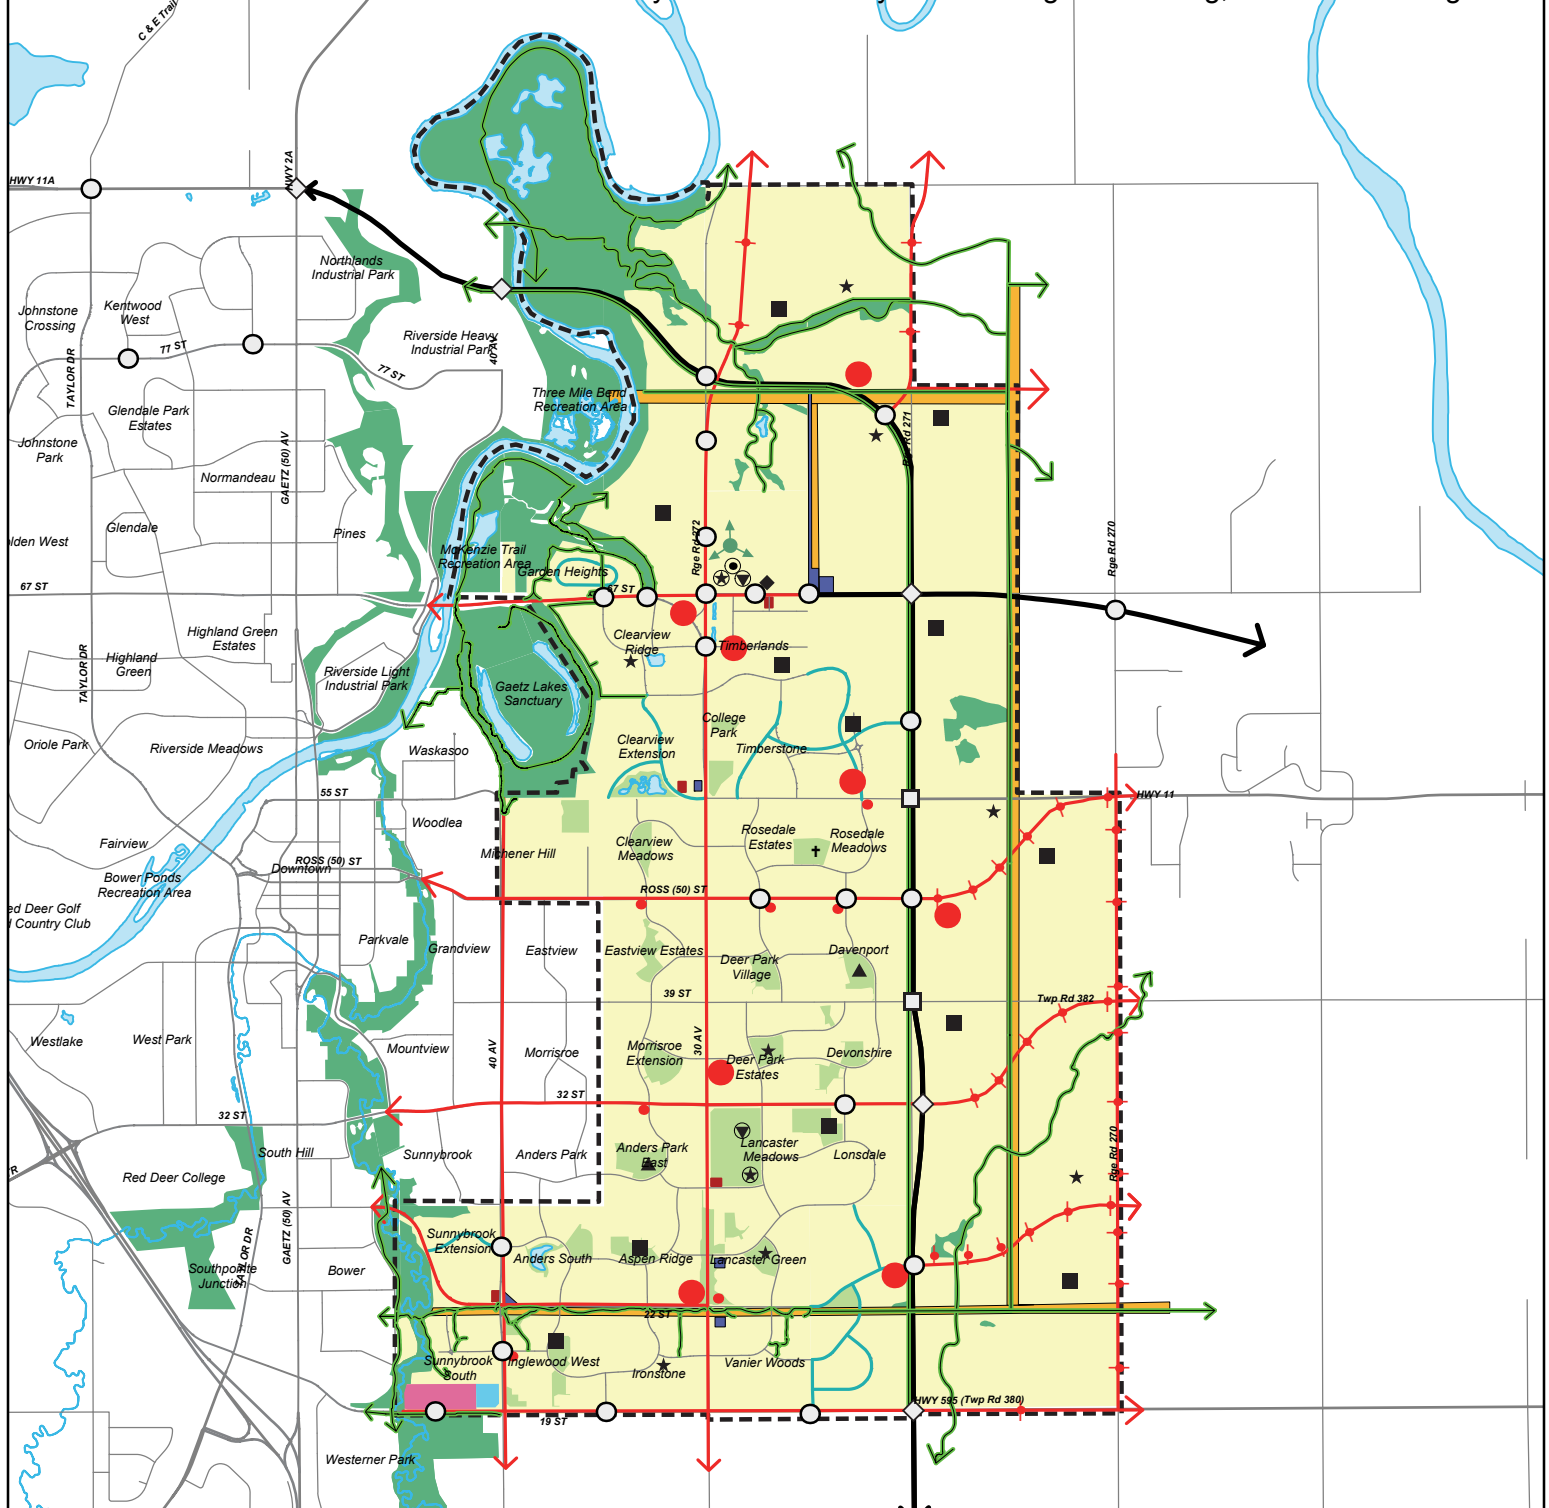 C & E Trail
HWY 11A
HWY 2A
Northlands
Industrial Park
Johnstone
Crossing
Kentwood
West
77 ST
Riverside Heavy
Industrial Park
40 AV
77 ST
TAYLOR DR
Three Mile Bend
Recreation Area
Glendale Park
Estates
Johnstone
Park
GAETZ (50) AV
Normandeau
Glendale
Pines
lden West
McKenzie Trail
Recreation Area
Garden Heights
Rge Rd 272
Rd 271
Rge Rd 270
67 ST
67 ST
Highland Green
Estates
Highland
Green
TAYLOR DR
Riverside Light
Industrial Park
Clearview
Ridge
Timberlands
Gaetz Lakes
Sanctuary
Oriole Park
Riverside Meadows
Waskasoo
Clearview
Extension
College
Park
Timberstone
55 ST
HWY 11
Woodlea
Fairview
Michener Hill
Clearview
Meadows
Rosedale
Estates
Rosedale
Meadows
ROSS (50) ST
Downtown
Bower Ponds
Recreation Area
ROSS (50) ST
ed Deer Golf
d Country Club
Parkvale
Grandview
Eastview
Eastview Estates
Deer Park
Village
Davenport
39 ST
Twp Rd 382
Westlake
West Park
Mountview
40 AV
Morrisroe
Morrisroe
Extension
30 AV
Deer Park
Estates
Devonshire
32 ST
32 ST
South Hill
Sunnybrook
Anders Park
Anders Park
East
Lancaster
Meadows
Lonsdale
Rge Rd 270
Red Deer College
GAETZ (50) AV
TAYLOR DR
Sunnybrook
Extension
Anders South
Aspen Ridge
Lancaster Green
Southpointe
Junction
Bower
22 ST
Sunnybrook
South
Inglewood West
Ironstone
Vanier Woods
HWY 595 (Twp Rd 380)
19 ST
Westerner Park